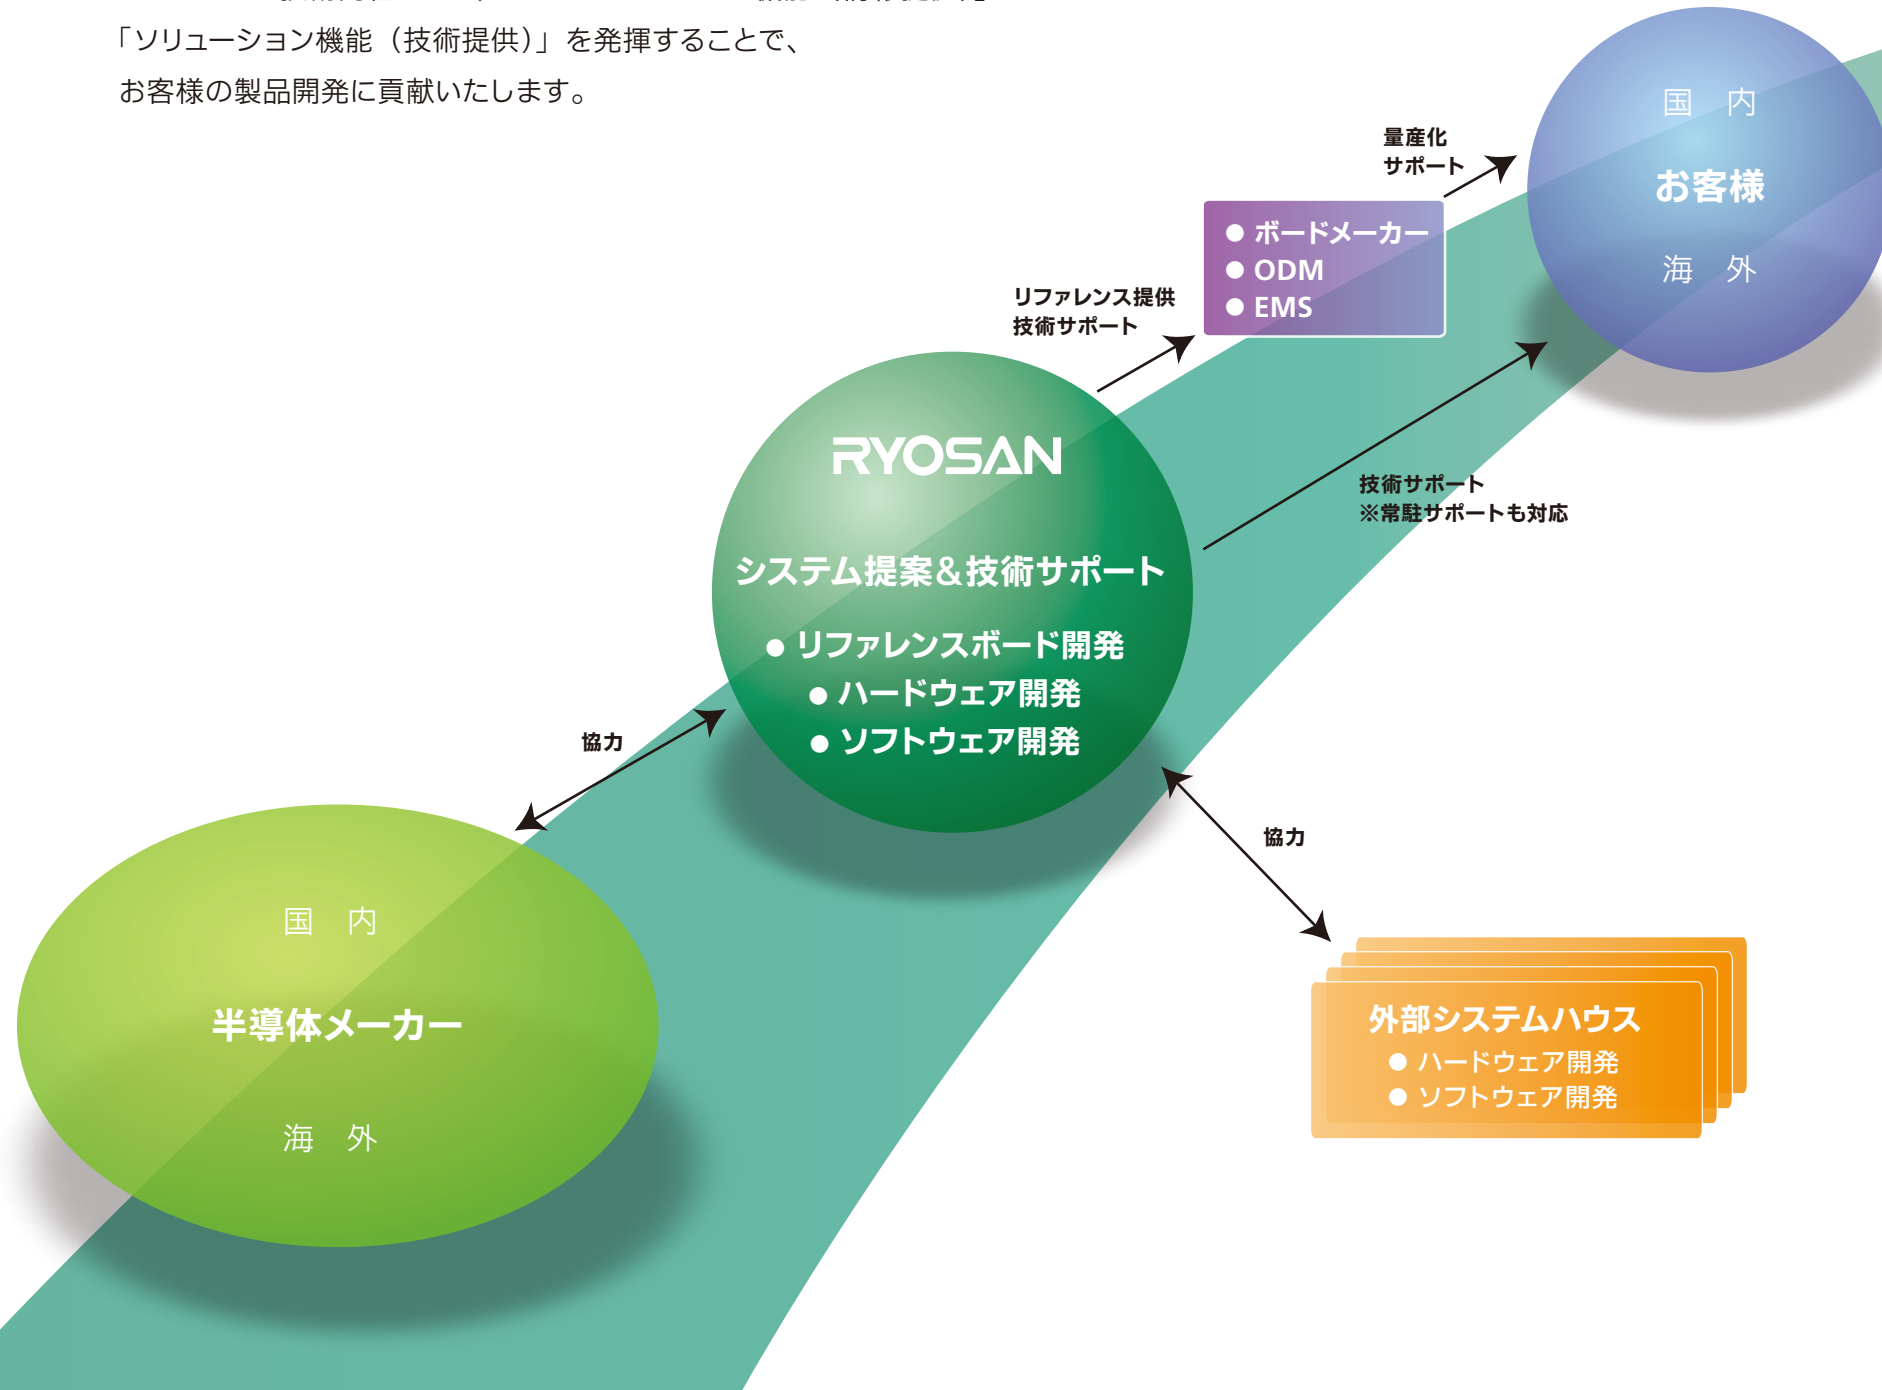 「ソリューション機能（技術提供）」を発揮することで、
お客様の製品開発に貢献いたします。
国 内
お客様
海 外
量産化
サポート
● ボードメーカー
● ODM
● EMS
リファレンス提供
技術サポート
RYOSAN
システム提案＆技術サポート
● リファレンスボード開発
● ハードウェア開発
● ソフトウェア開発
技術サポート
※常駐サポートも対応
協力
協力
国 内
半導体メーカー
海 外
外部システムハウス
● ハードウェア開発
● ソフトウェア開発